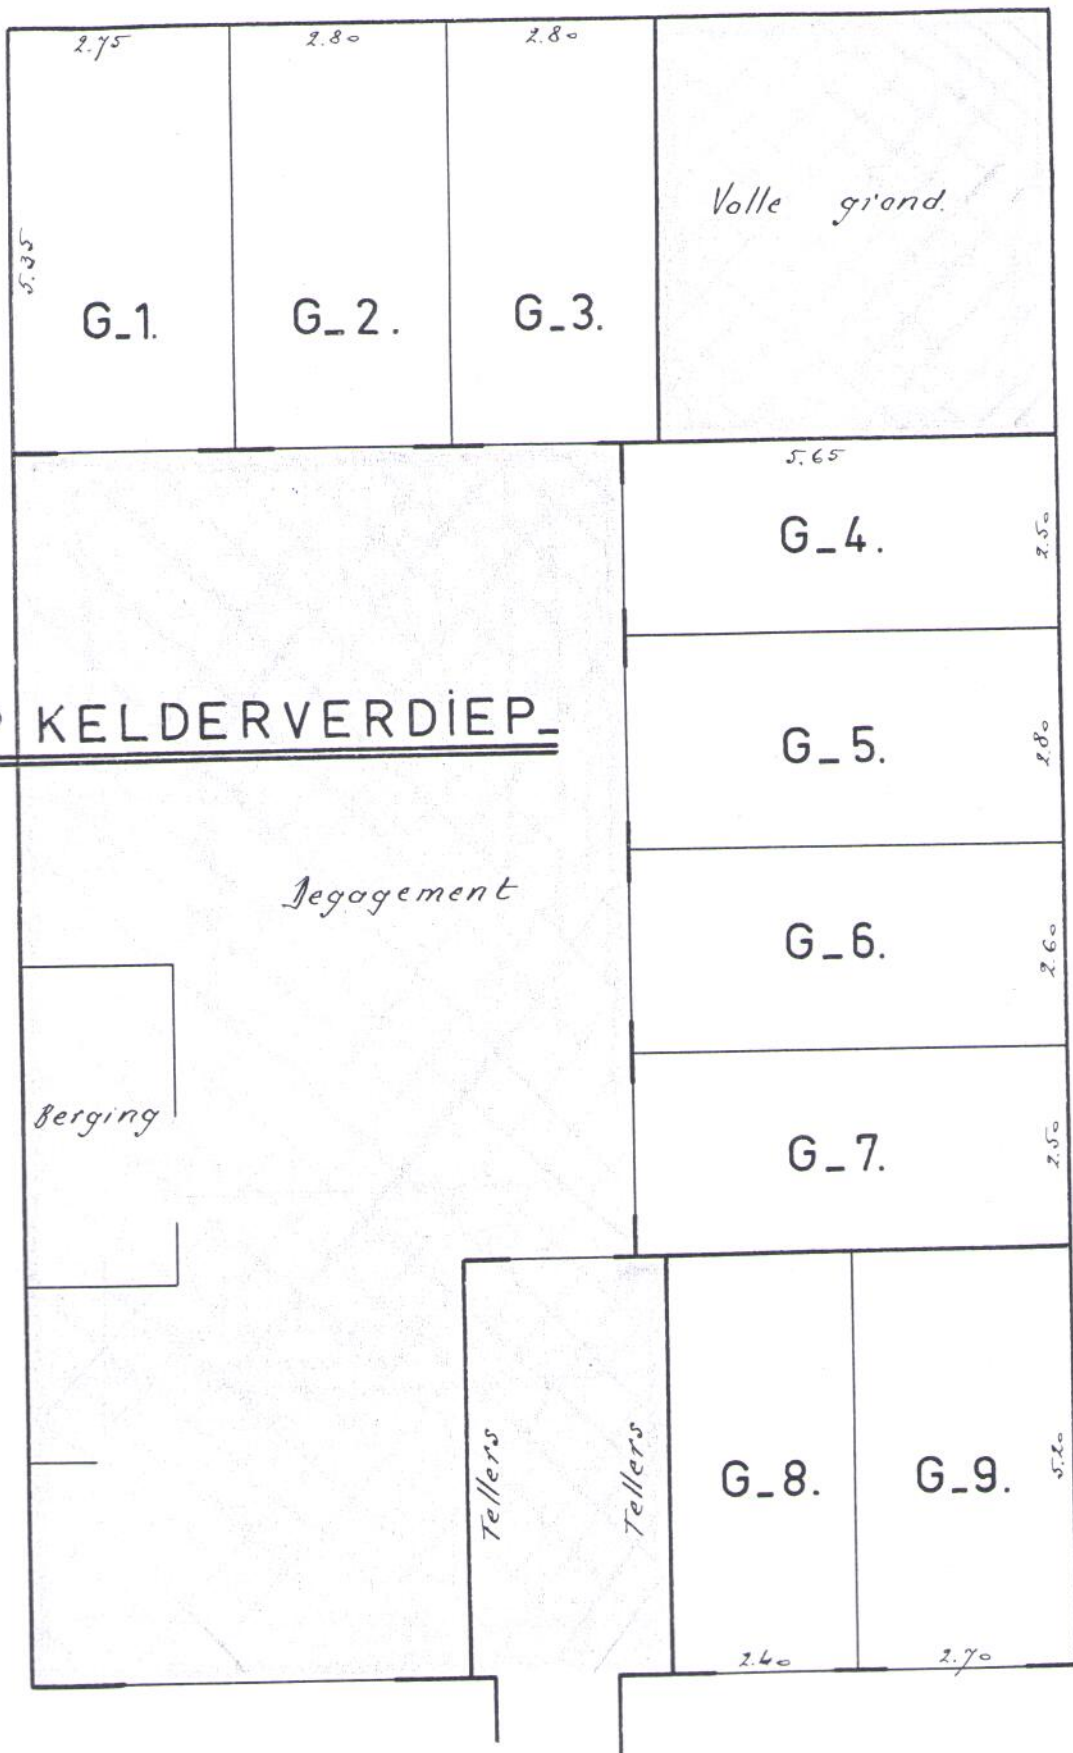 2.75 2.80 2.80
5.35
Volle grond.
G_1. G_2. G_3.
5.65
G_4. 2.50
KELDERVERDIEP_
G_5. 2.80
Degagement
G_6. 2.60
Berging
G_7. 2.50
Tellers Tellers
G_8. G_9. 5.20
2.40 2.70